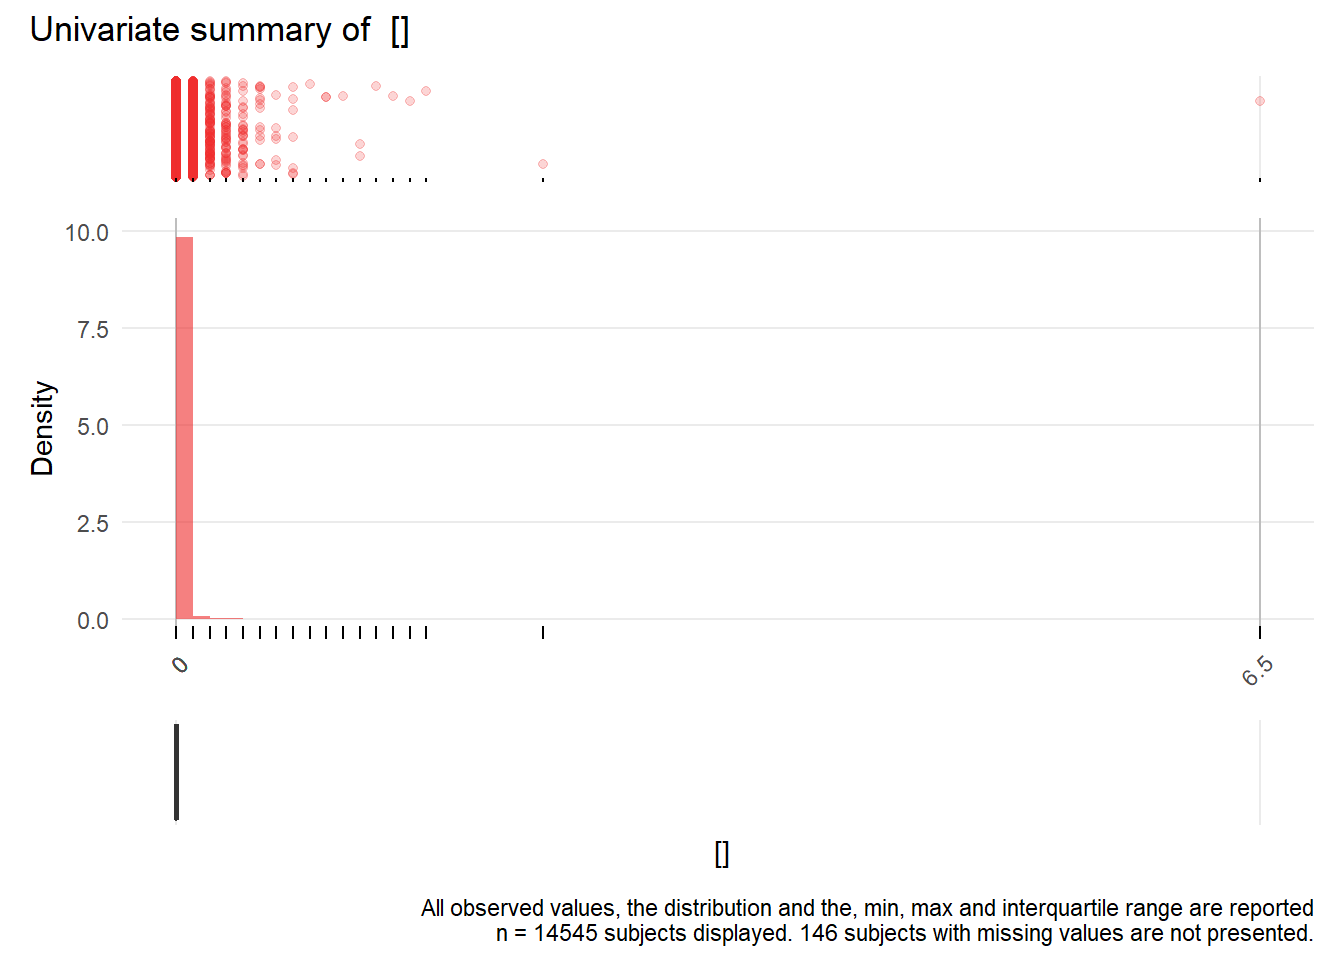 Univariate summary of  []
10.0
7.5
5.0
2.5
0.0
Density
0
6.5
[]
All observed values, the distribution and the, min, max and interquartile range are reported
n = 14545 subjects displayed. 146 subjects with missing values are not presented.